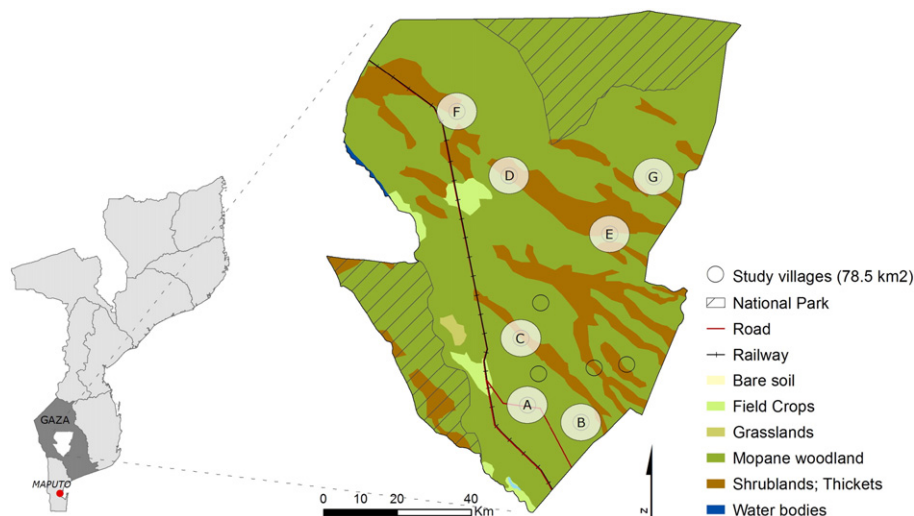 GAZA
MAPUTO
F
D
G
E
C
A
B
0
20
40
Km
z
Study villages (78.5 km2)
National Park
Road
Railway
Bare soil
Field Crops
Grasslands
Mopane woodland
Shrublands; Thickets
Water bodies